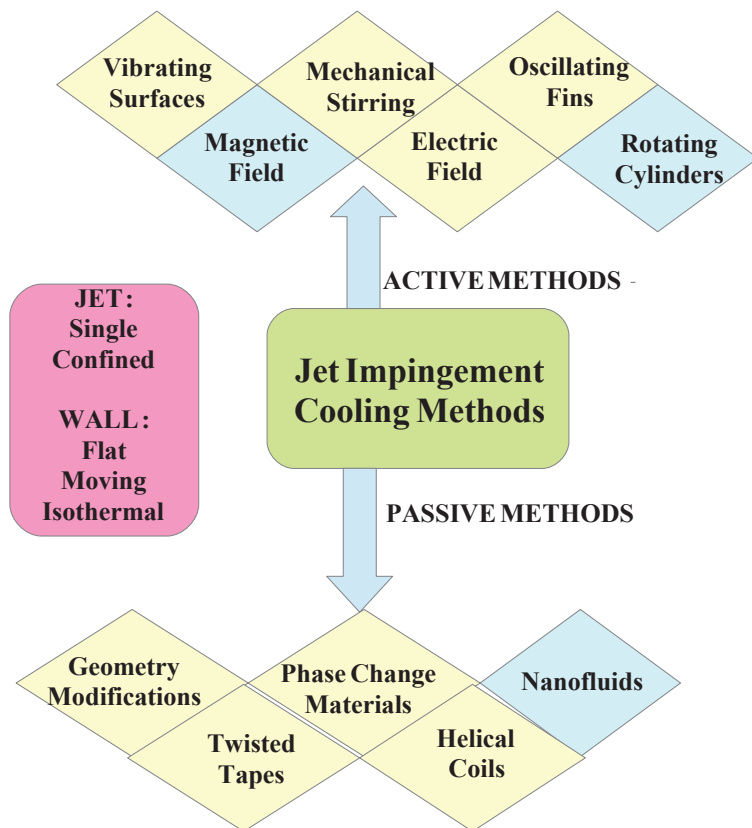 Vibrating
Surfaces
Mechanical
Stirring
Oscillating
Fins
Magnetic
Field
Electric
Field
Rotating
Cylinders
ACTIVE METHODS -
JET :
Single
Confined
WALL :
Flat
Moving
Isothermal
Jet Impingement
Cooling Methods
PASSIVE METHODS
Geometry
Modifications
Phase Change
Materials
Nanofluids
Twisted
Tapes
Helical
Coils